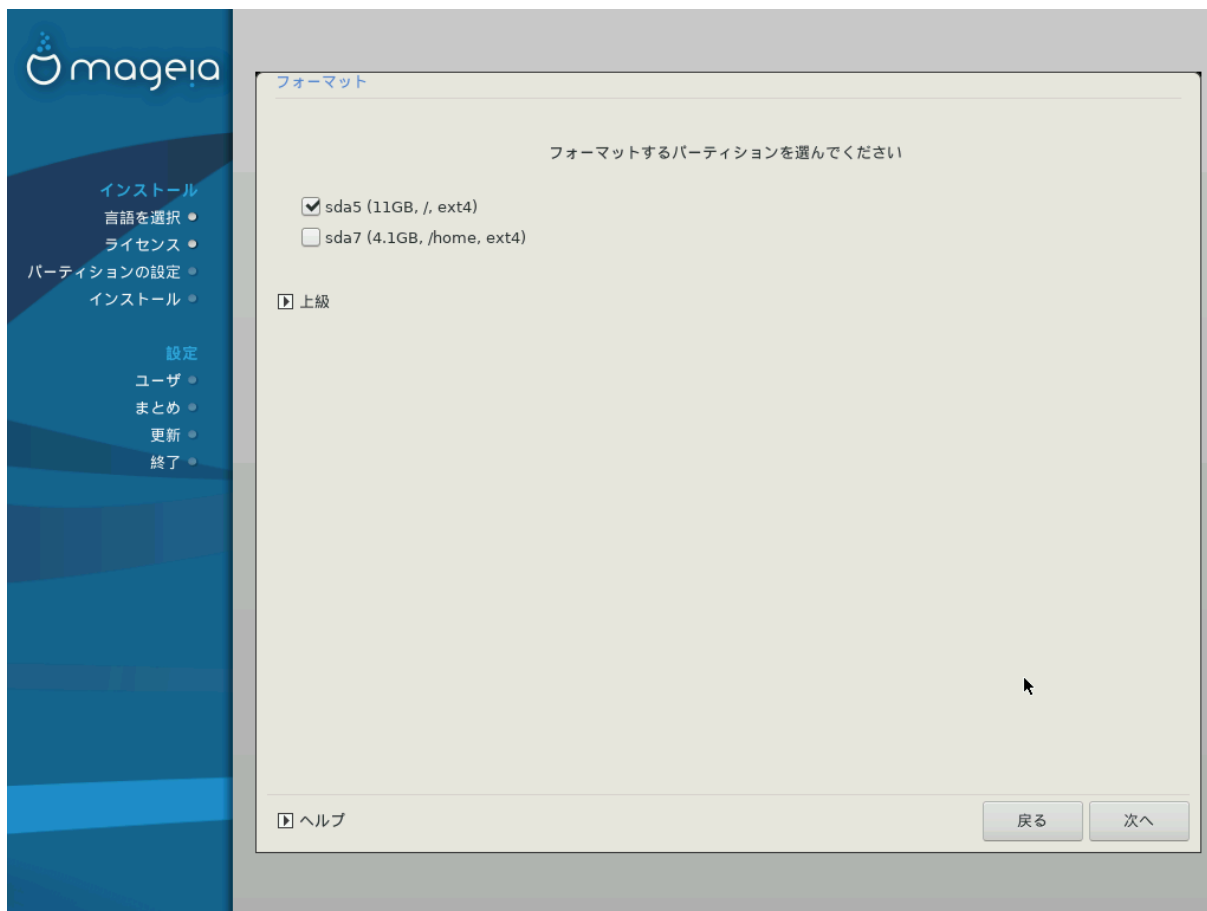 mageia
インストール
言語を選択
ライセンス
パーティションの設定
インストール
設定
ユーザ
まとめ
更新
終了
フォーマット
フォーマットするパーティションを選んでください
sda5 (11GB, /, ext4)
sda7 (4.1GB, /home, ext4)
上級
ヘルプ
戻る
次へ